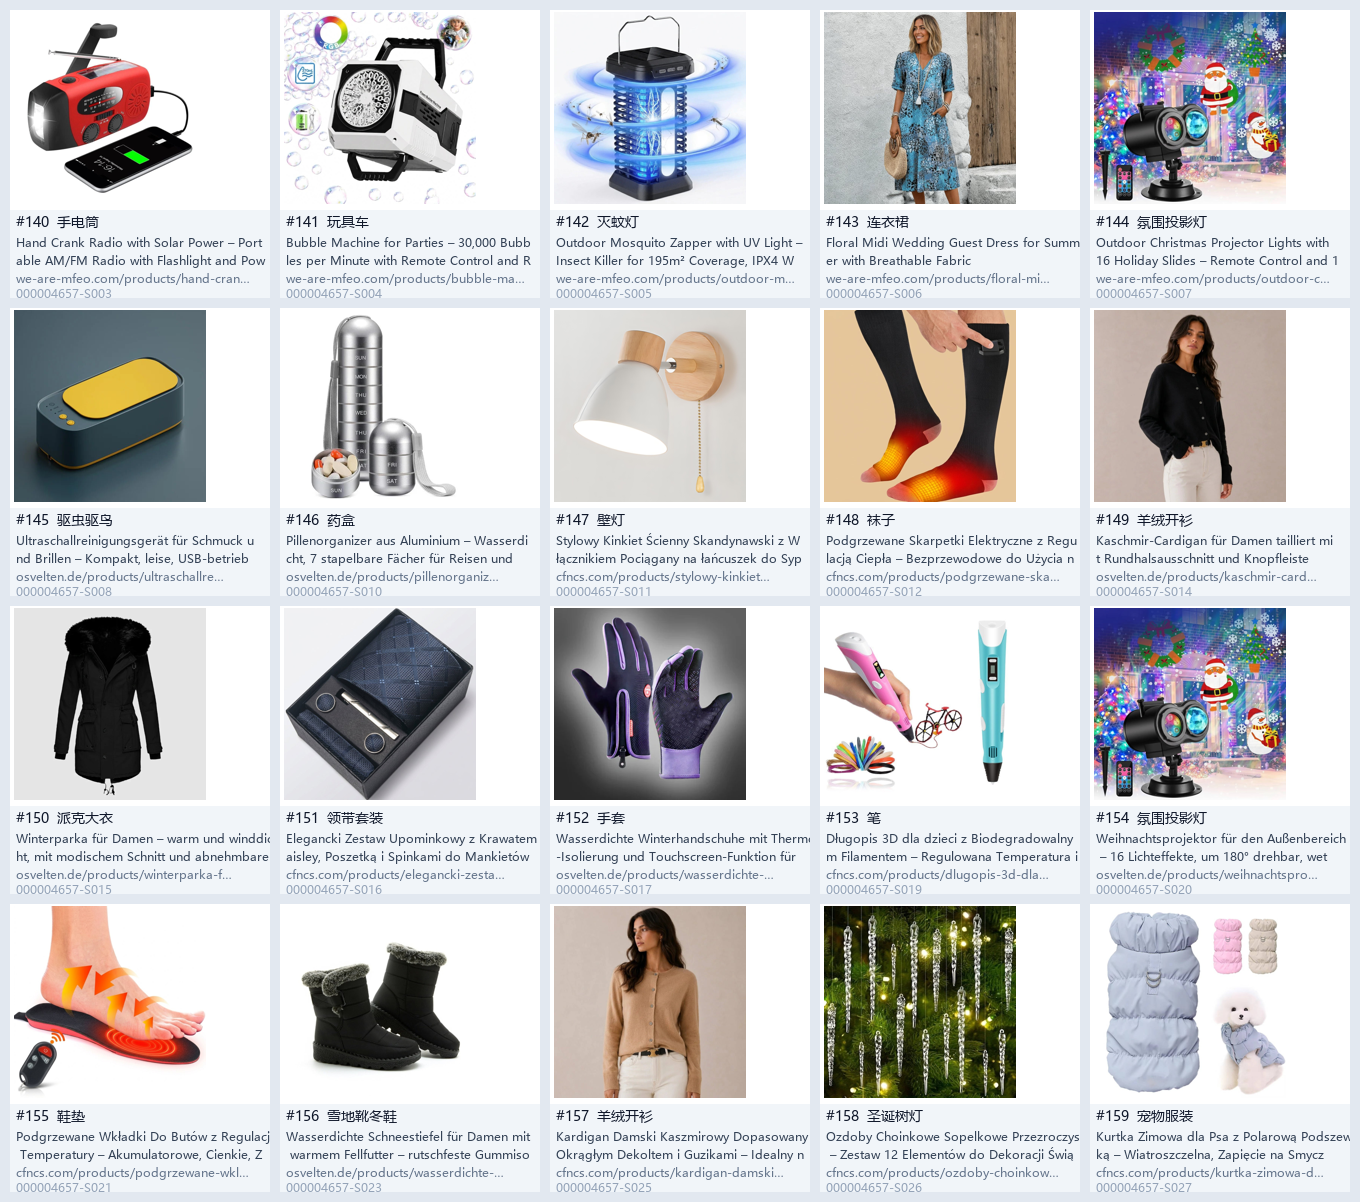 #140 手电筒
Hand Crank Radio with Solar Power – Port
able AM/FM Radio with Flashlight and Pow
we-are-mfeo.com/products/hand-cran...
000004657-S003
#141 玩具车
Bubble Machine for Parties – 30,000 Bubb
les per Minute with Remote Control and R
we-are-mfeo.com/products/bubble-ma...
000004657-S004
#142 灭蚊灯
Outdoor Mosquito Zapper with UV Light –
Insect Killer for 195m² Coverage, IPX4 W
we-are-mfeo.com/products/outdoor-m...
000004657-S005
#143 连衣裙
Floral Midi Wedding Guest Dress for Summ
er with Breathable Fabric
we-are-mfeo.com/products/floral-mi...
000004657-S006
#144 氛围投影灯
Outdoor Christmas Projector Lights with
16 Holiday Slides – Remote Control and 1
we-are-mfeo.com/products/outdoor-c...
000004657-S007
#145 驱虫驱鸟
Ultraschallreinigungsgerät für Schmuck u
nd Brillen – Kompakt, leise, USB-betrieb
osvelten.de/products/ultraschallre...
000004657-S008
SUN
MON
THU
WED
THU
FRI
FRI
SAT
SUN
#146 药盒
Pillenorganizer aus Aluminium – Wasserdi
cht, 7 stapelbare Fächer für Reisen und
osvelten.de/products/pillenorganiz...
000004657-S010
#147 壁灯
Stylowy Kinkiet Ścienny Skandynawski z W
łącznikiem Pociągany na łańcuszek do Syp
cfncs.com/products/stylowy-kinkiet...
000004657-S011
#148 袜子
Podgrzewane Skarpetki Elektryczne z Regu
lacją Ciepła – Bezprzewodowe do Użycia n
cfncs.com/products/podgrzewane-ska...
000004657-S012
#149 羊绒开衫
Kaschmir-Cardigan für Damen tailliert mi
t Rundhalsausschnitt und Knopfleiste
osvelten.de/products/kaschmir-card...
000004657-S014
#150 派克大衣
Winterparka für Damen – warm und winddic
ht, mit modischem Schnitt und abnehmbare
osvelten.de/products/winterparka-f...
000004657-S015
#151 领带套装
Elegancki Zestaw Upominkowy z Krawatem
aisley, Poszetką i Spinkami do Mankietów
cfncs.com/products/elegancki-zesta...
000004657-S016
#152 手套
Wasserdichte Winterhandschuhe mit Therm
-Isolierung und Touchscreen-Funktion für
osvelten.de/products/wasserdichte-...
000004657-S017
#153 笔
Długopis 3D dla dzieci z Biodegradowalny
m Filamentem – Regulowana Temperatura i
cfncs.com/products/dlugopis-3d-dla...
000004657-S019
#154 氛围投影灯
Weihnachtsprojektor für den Außenbereich
– 16 Lichteffekte, um 180° drehbar, wet
osvelten.de/products/weihnachtspro...
000004657-S020
#155 鞋垫
Podgrzewane Wkładki Do Butów z Regulacj
Temperatury – Akumulatorowe, Cienkie, Z
cfncs.com/products/podgrzewane-wkl...
000004657-S021
#156 雪地靴冬鞋
Wasserdichte Schneestiefel für Damen mit
warmem Fellfutter – rutschfeste Gummiso
osvelten.de/products/wasserdichte-...
000004657-S023
#157 羊绒开衫
Kardigan Damski Kaszmirowy Dopasowany
Okrągłym Dekoltem i Guzikami – Idealny n
cfncs.com/products/kardigan-damski...
000004657-S025
#158 圣诞树灯
Ozdoby Choinkowe Sopelkowe Przezroczys
– Zestaw 12 Elementów do Dekoracji Świą
cfncs.com/products/ozdoby-choinkow...
000004657-S026
#159 宠物服装
Kurtka Zimowa dla Psa z Polarową Podszew
ką – Wiatroszczelna, Zapięcie na Smycz
cfncs.com/products/kurtka-zimowa-d...
000004657-S027